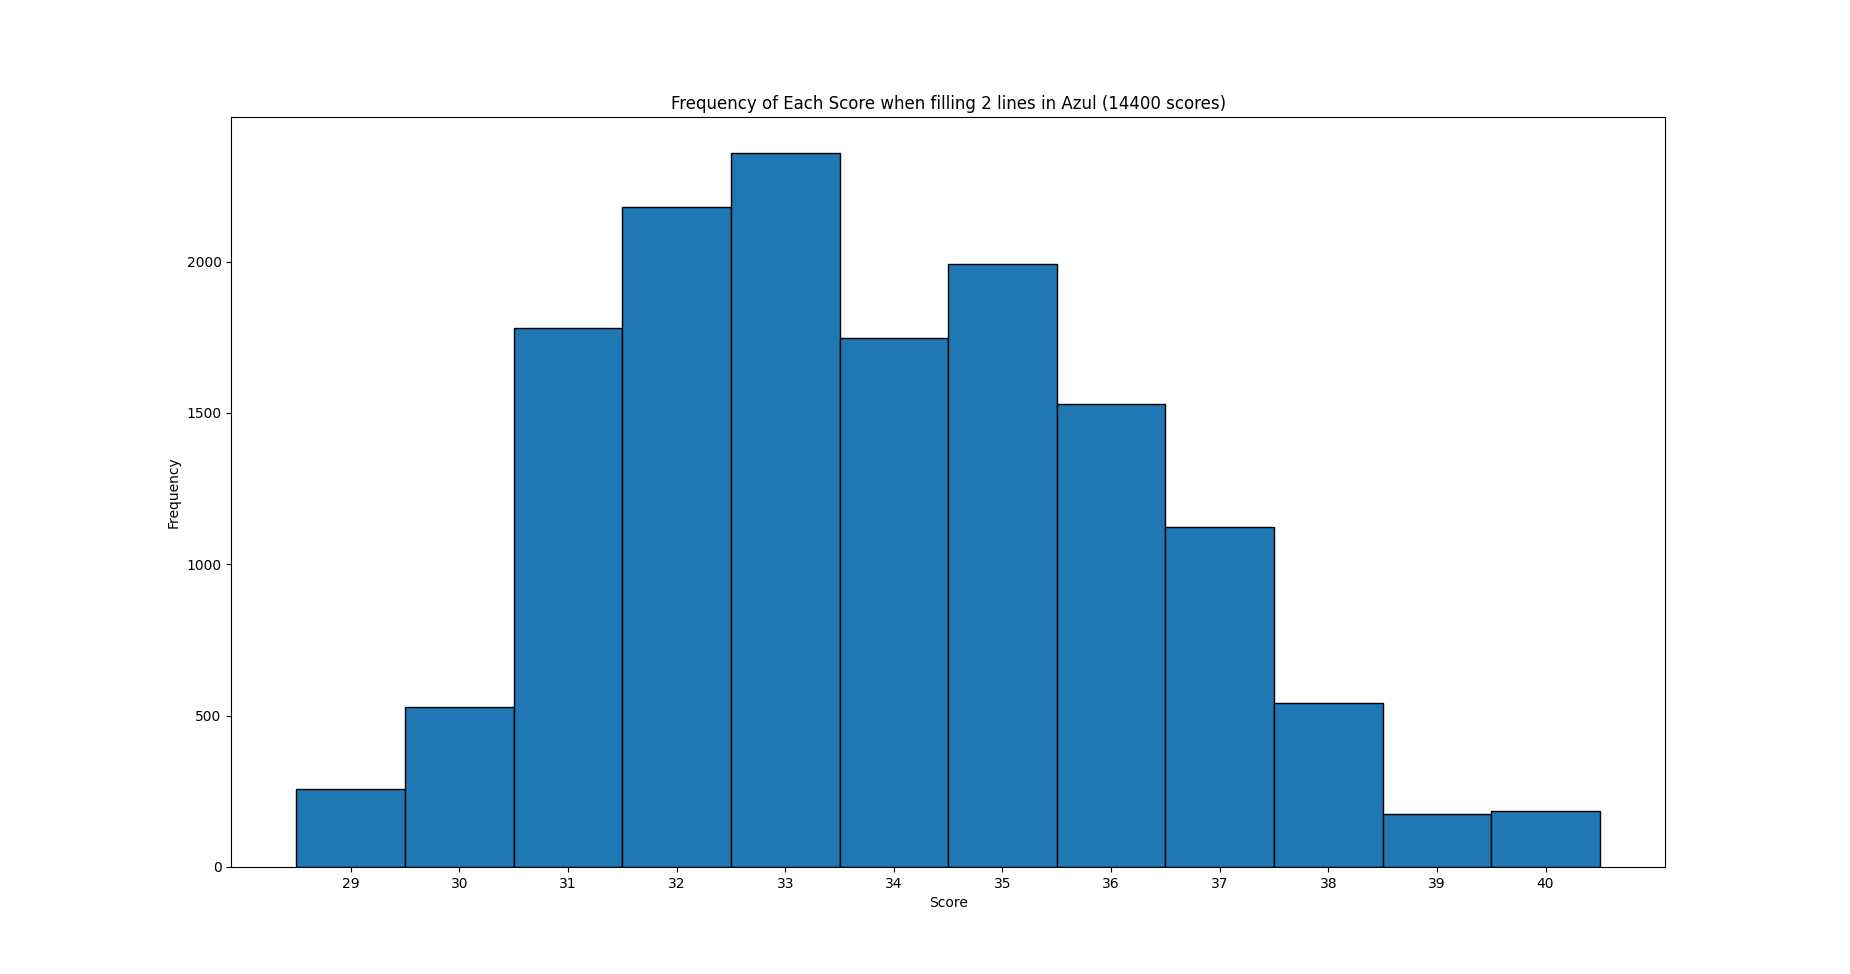 Frequency of Each Score when filling 2 lines in Azul (14400 scores)
Frequency
2000
1500
1000
500
0
29 30 31 32 33 34 35 36 37 38 39 40
Score